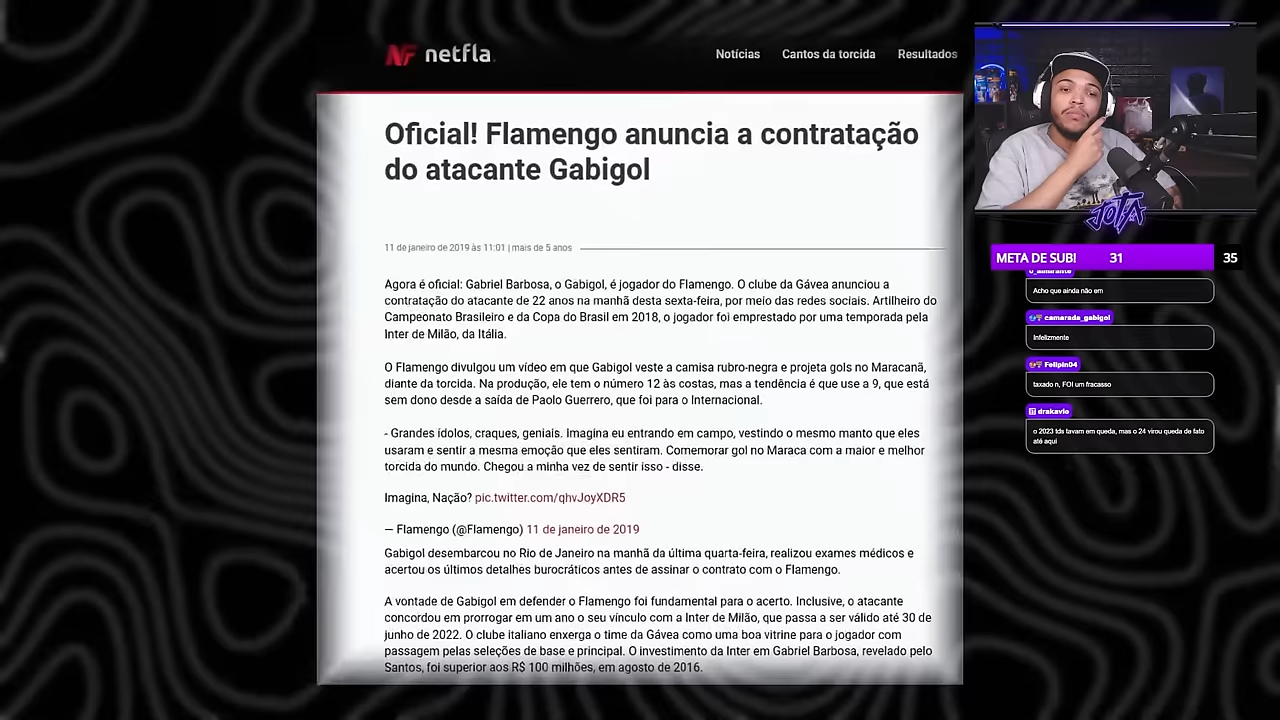 NF netfla
Notícias Cantos da torcida Resultados
Oficial! Flamengo anuncia a contratação
do atacante Gabigol
11 de janeiro de 2019 às 11:01 | mais de 5 anos
Agora é oficial: Gabriel Barbosa, o Gabigol, é jogador do Flamengo. O clube da Gávea anunciou a
contratação do atacante de 22 anos na manhã desta sexta-feira, por meio das redes sociais. Artilheiro do
Campeonato Brasileiro e da Copa do Brasil em 2018, o jogador foi emprestado por uma temporada pela
Inter de Milão, da Itália.
O Flamengo divulgou um vídeo em que Gabigol veste a camisa rubro-negra e projeta gols no Maracanã,
diante da torcida. Na produção, ele tem o número 12 às costas, mas a tendência é que use a 9, que está
sem dono desde a saída de Paolo Guerrero, que foi para o Internacional.
- Grandes ídolos, craques, geniais. Imagina eu entrando em campo, vestindo o mesmo manto que eles
usaram e sentir a mesma emoção que eles sentiram. Comemorar gol no Maraca com a maior e melhor
torcida do mundo. Chegou a minha vez de sentir isso - disse.
Imagina, Nação? pic.twitter.com/qhvJoyXDR5
— Flamengo (@Flamengo) 11 de janeiro de 2019
Gabigol desembarcou no Rio de Janeiro na manhã da última quarta-feira, realizou exames médicos e
acertou os últimos detalhes burocráticos antes de assinar o contrato com o Flamengo.
A vontade de Gabigol em defender o Flamengo foi fundamental para o acerto. Inclusive, o atacante
concordou em prorrogar em um ano o seu vínculo com a Inter de Milão, que passa a ser válido até 30 de
junho de 2022. O clube italiano enxerga o time da Gávea como uma boa vitrine para o jogador com
passagem pelas seleções de base e principal. O investimento da Inter em Gabriel Barbosa, revelado pelo
Santos, foi superior aos R$ 100 milhões, em agosto de 2016.
JOTA
META DE SUB! 31 35
Acho que ainda não em
camarada_gabigol
Infelizmente
Felipin04
taxado n, FOI um fracasso
drakavio
o 2023 tds tavam em queda, mas o 24 virou queda de fato
até aqui